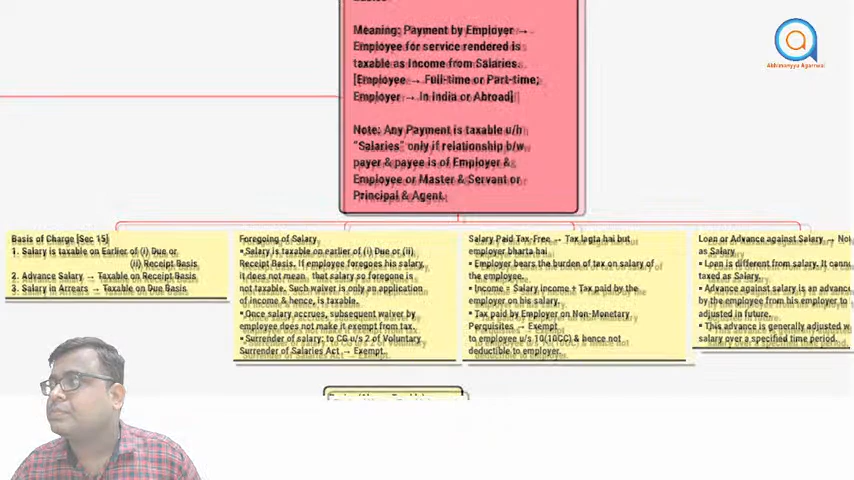 Meaning: Payment by Employer →
Employee for service rendered is
taxable as Income from Salaries.
[Employee → Full-time or Part-time;
Employer → In India or Abroad]
Note: Any Payment is taxable u/h
"Salaries" only if relationship b/w
payer & payee is of Employer &
Employee or Master & Servant or
Principal & Agent.
Abhimanyyu Agarrwal
Basis of Charge [Sec 15]
1. Salary is taxable on Earlier of (i) Due or
(ii) Receipt Basis
2. Advance Salary → Taxable on Receipt Basis
3. Salary in Arrears → Taxable on Due Basis
Foregoing of Salary
▪Salary is taxable on earlier of (i) Due or (ii).
Receipt Basis. If employee foregoes his salary,
it does not mean that salary so foregone is
not taxable. Such waiver is only an application
of income & hence, is taxable.
▪Once salary accrues, subsequent waiver by
employee does not make it exempt from tax.
▪Surrender of salary: to CG u/s 2 of Voluntary
Surrender of Salaries Act → Exempt.
Salary Paid Tax-Free → Tax lagta hai but
employer bharta hai
▪Employer bears the burden of tax on salary of
the employee.
▪Income = Salary income + Tax paid by the
employer on his salary.
▪Tax paid by Employer on Non-Monetary
Perquisites → Exempt
to employee u/s 10(10CC) & hence not
deductible to employer.
Loan or Advance against Salary → Not
as Salary
▪Loan is different from salary. It
taxed as Salary.
▪Advance against salary is an
by the employee from his employer to
adjusted in future.
▪This advance is generally adjusted
salary over a specified time period.